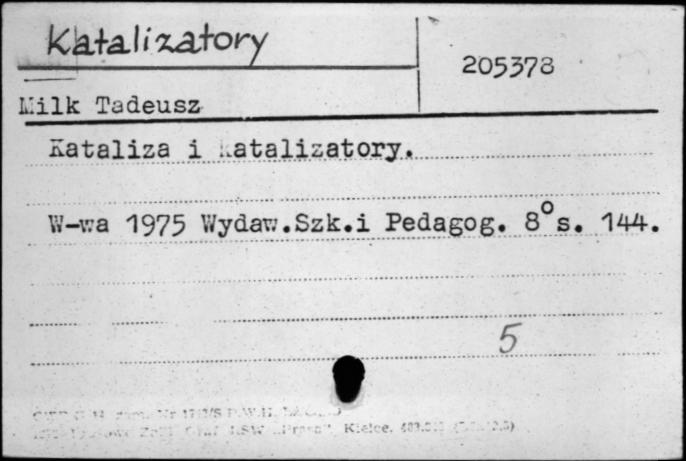 Katalizatory
205378
Milk Tadeusz
Kataliza i katalizatory.
W-wa 1975 Wydaw.Szk.i Pedagog. 8° s. 144.
5
Kielce.